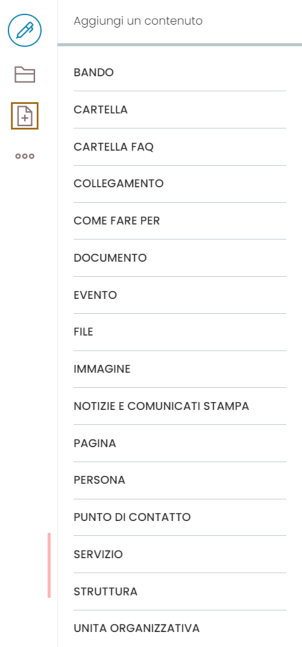 Aggiungi un contenuto
BANDO
CARTELLA
CARTELLA FAQ
COLLEGAMENTO
COME FARE PER
DOCUMENTO
EVENTO
FILE
IMMAGINE
NOTIZIE E COMUNICATI STAMPA
PAGINA
PERSONA
PUNTO DI CONTATTO
SERVIZIO
STRUTTURA
UNITA ORGANIZZATIVA